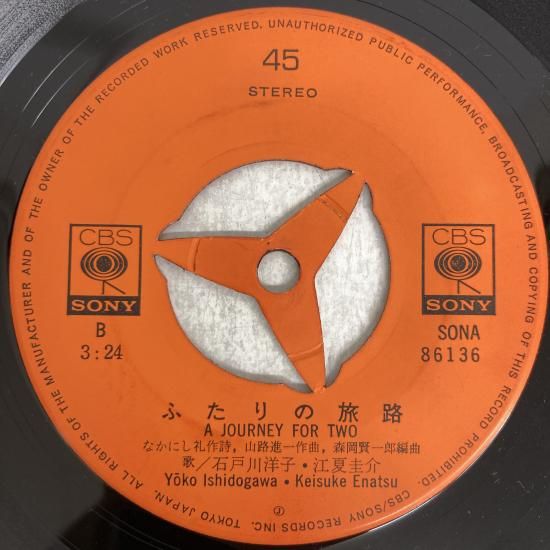 ALL RIGHTS OF THE MANUFACTURER AND OF THE OWNER OF THE RECORDED WORK RESERVED. UNAUTHORIZED PUBLIC PERFORMANCE, BROADCASTING AND COPYING OF THIS RECORD PROHIBITED.
45
STEREO
CBS
SONY
CBS
SONY
B
3:24
SONA
86136
ふたりの旅路
A JOURNEY FOR TWO
なかにし礼作詩，山路進一作曲，森岡賢一郎編曲
歌／石戸川洋子・江夏圭介
Yōko Ishidogawa・Keisuke Enatsu
Ⓙ
CBS/SONY RECORDS INC. TOKYO JAPAN